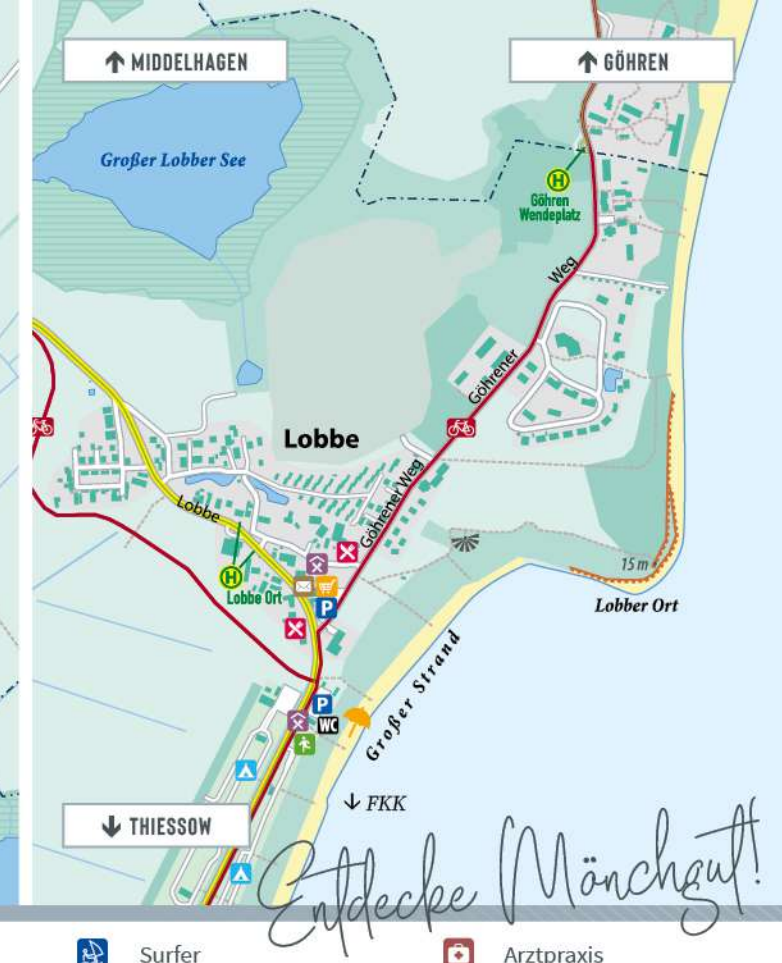 ↑ MIDDELHAGEN
↑ GÖHREN
Großer Lobber See
H
Göhren
Wendeplatz
Weg
Göhrener
Lobbe
Göhrener Weg
Lobbe
H
Lobbe Ort
P
15 m
Lobber Ort
Großer Strand
P
WC
↓ FKK
↓ THIESSOW
Entdecke Mönchgut!
Surfer
Arztpraxis